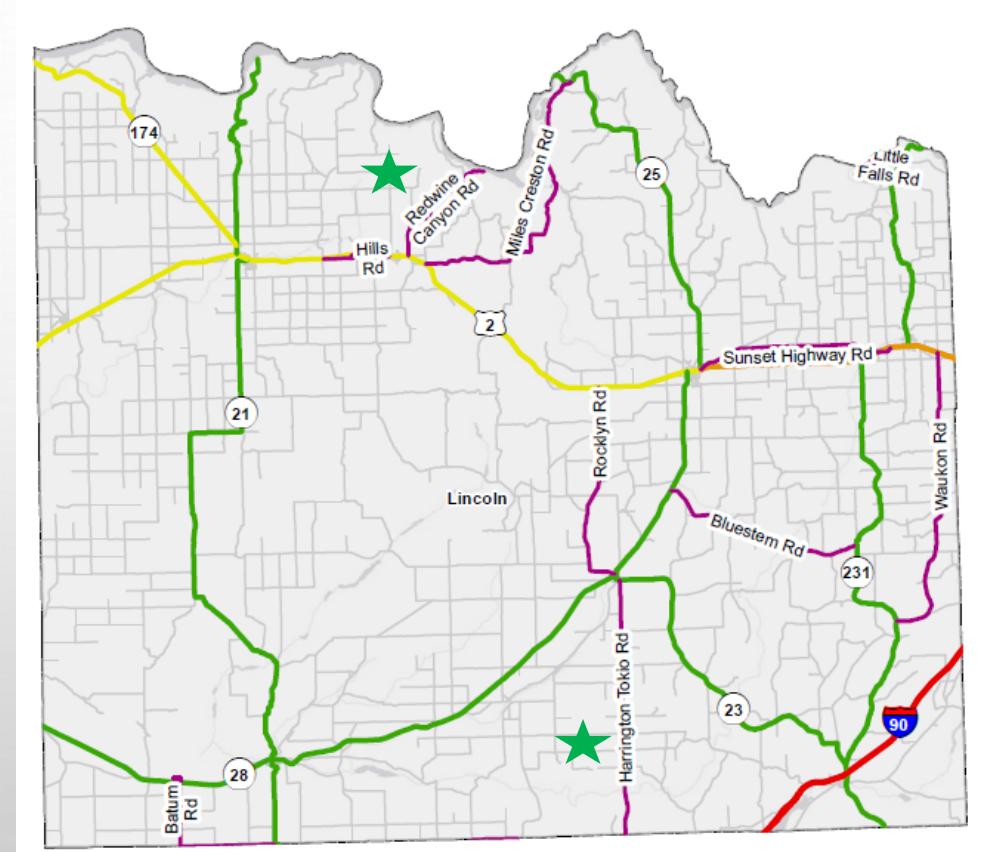 174
Little
Falls Rd
25
Redwine
Canyon Rd
Miles Creston Rd
Hills
Rd
2
Sunset Highway Rd
21
Rocklyn Rd
Waukon Rd
Lincoln
Bluestem Rd
231
Harrington Tokio Rd
23
90
28
Batum
Rd